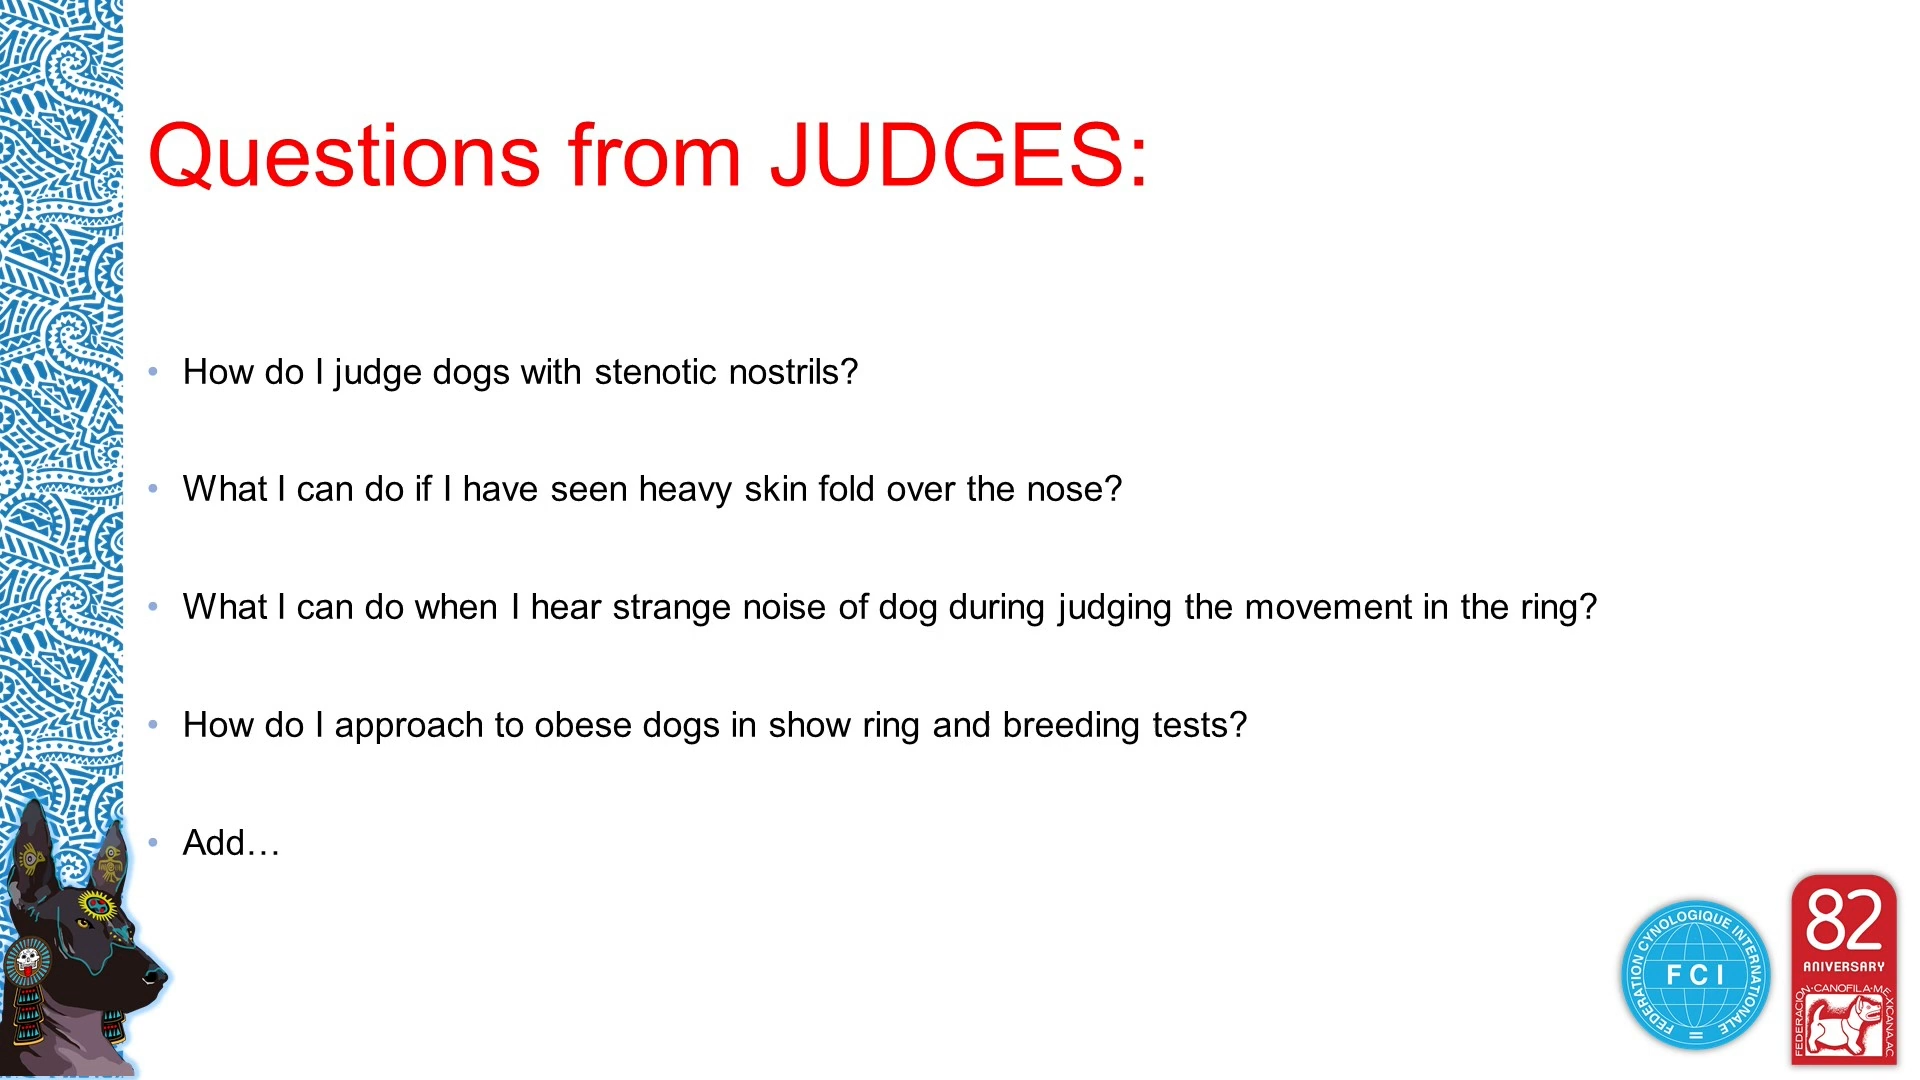 Questions from JUDGES:
• How do I judge dogs with stenotic nostrils?
• What I can do if I have seen heavy skin fold over the nose?
• What I can do when I hear strange noise of dog during judging the movement in the ring?
• How do I approach to obese dogs in show ring and breeding tests?
• Add…
FEDERATION CYNOLOGIQUE INTERNATIONALE
FCI
82
ANIVERSARY
FEDERACION·CANOFILA·MEXICANA,AC